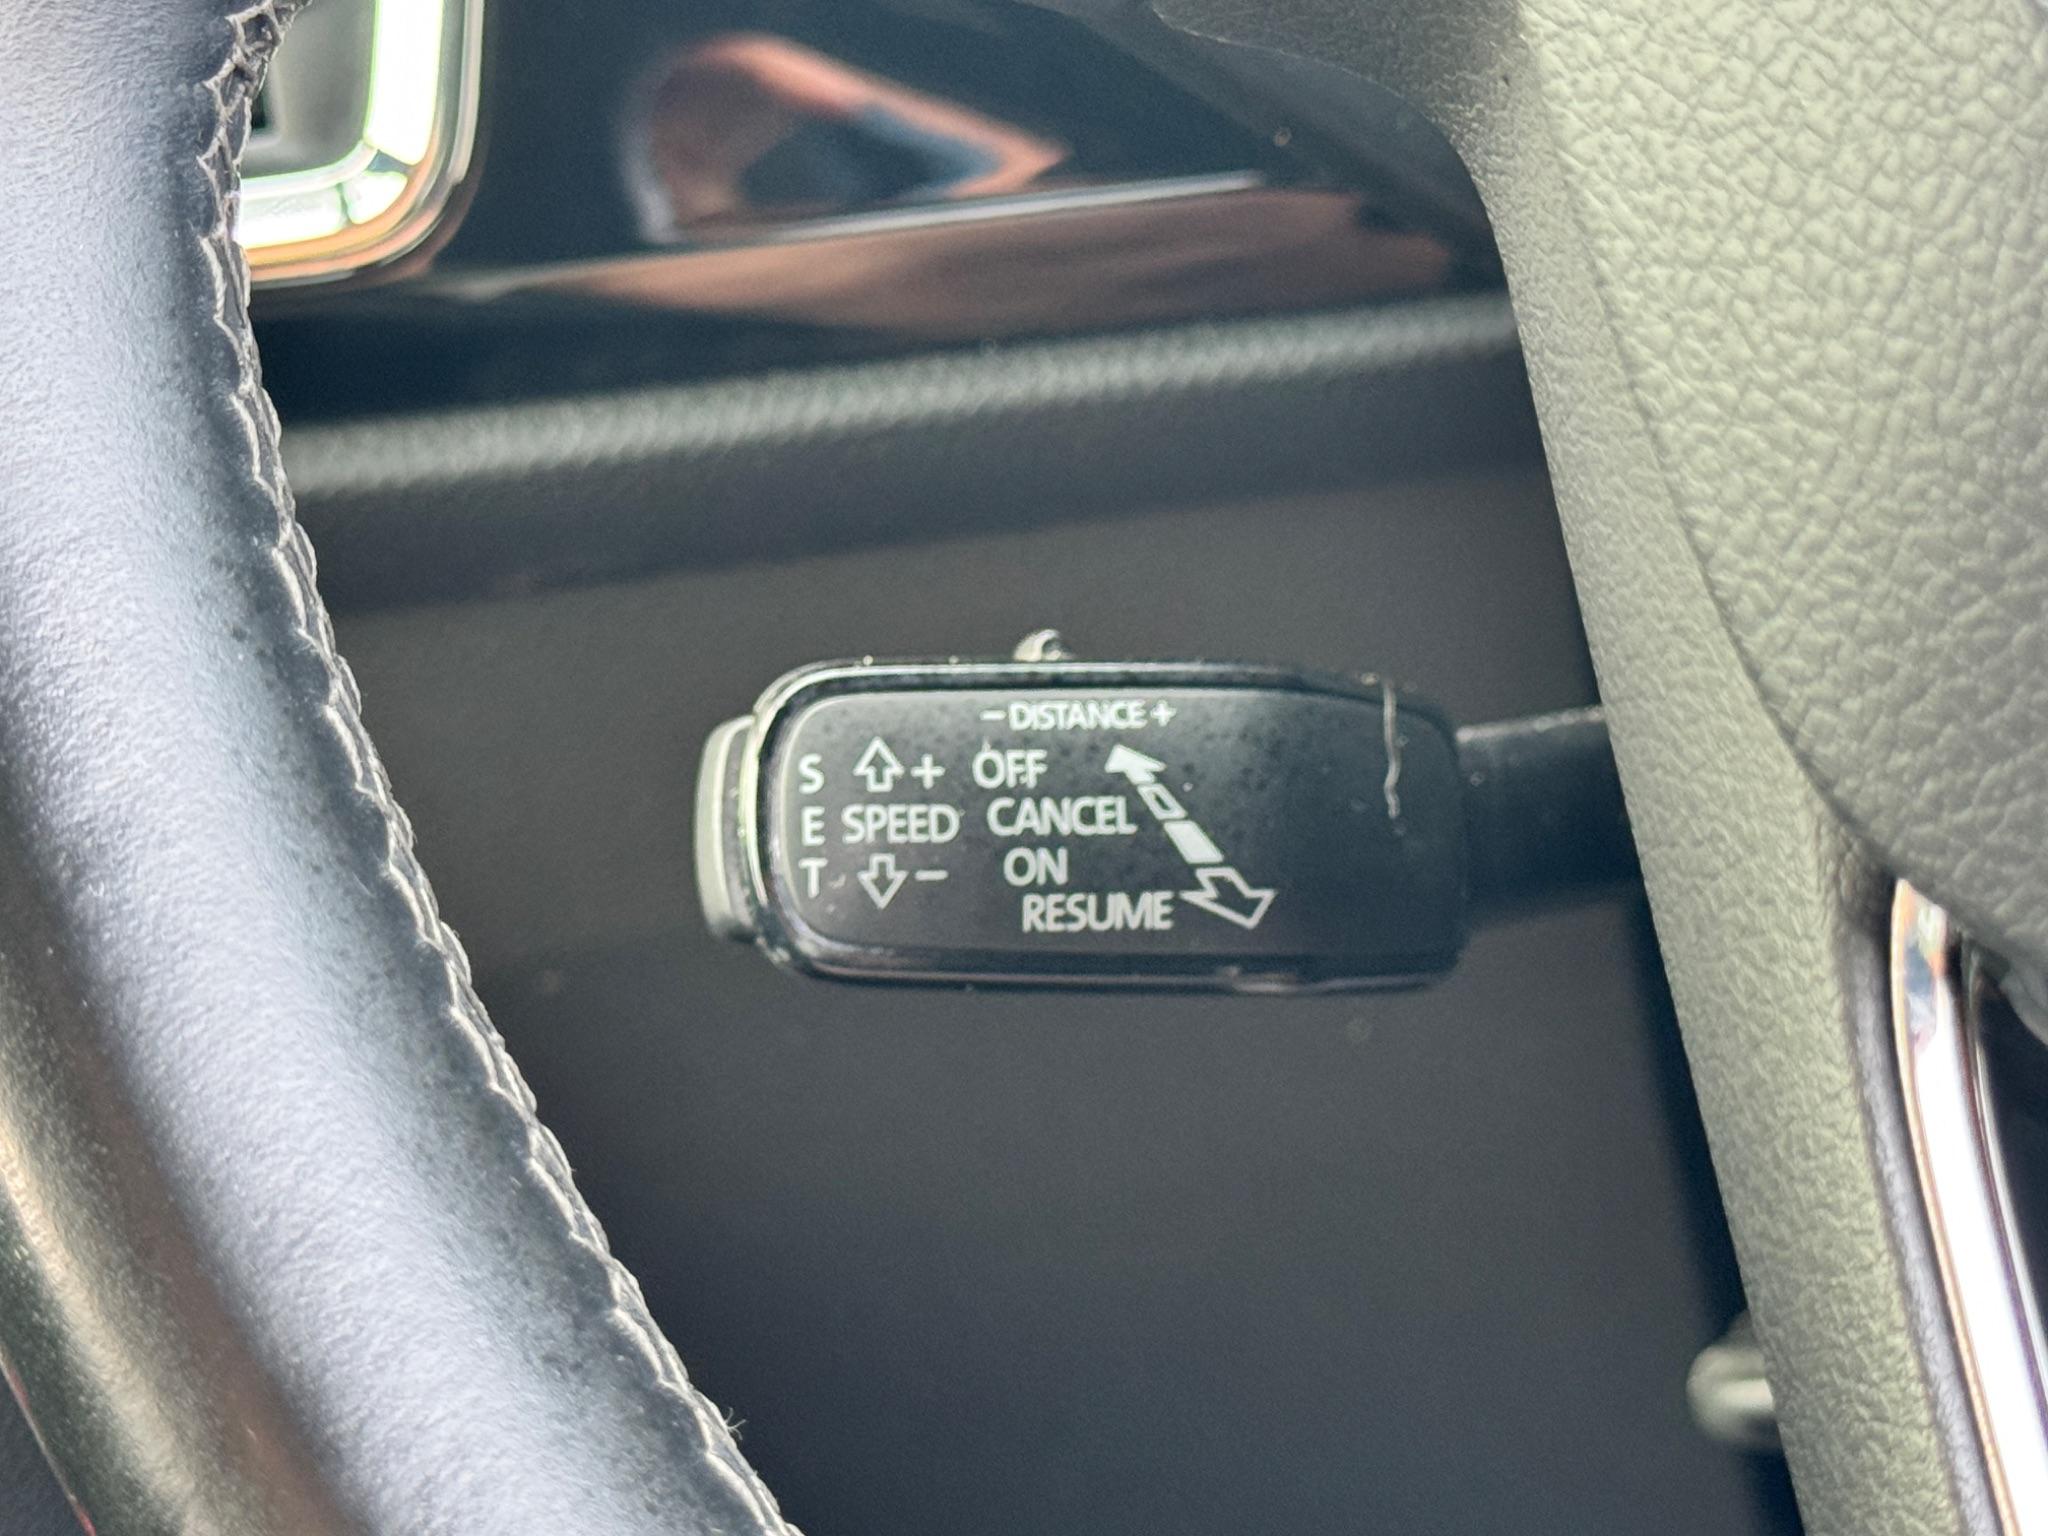 - DISTANCE +
S + OFF
E SPEED CANCEL
T - ON
RESUME